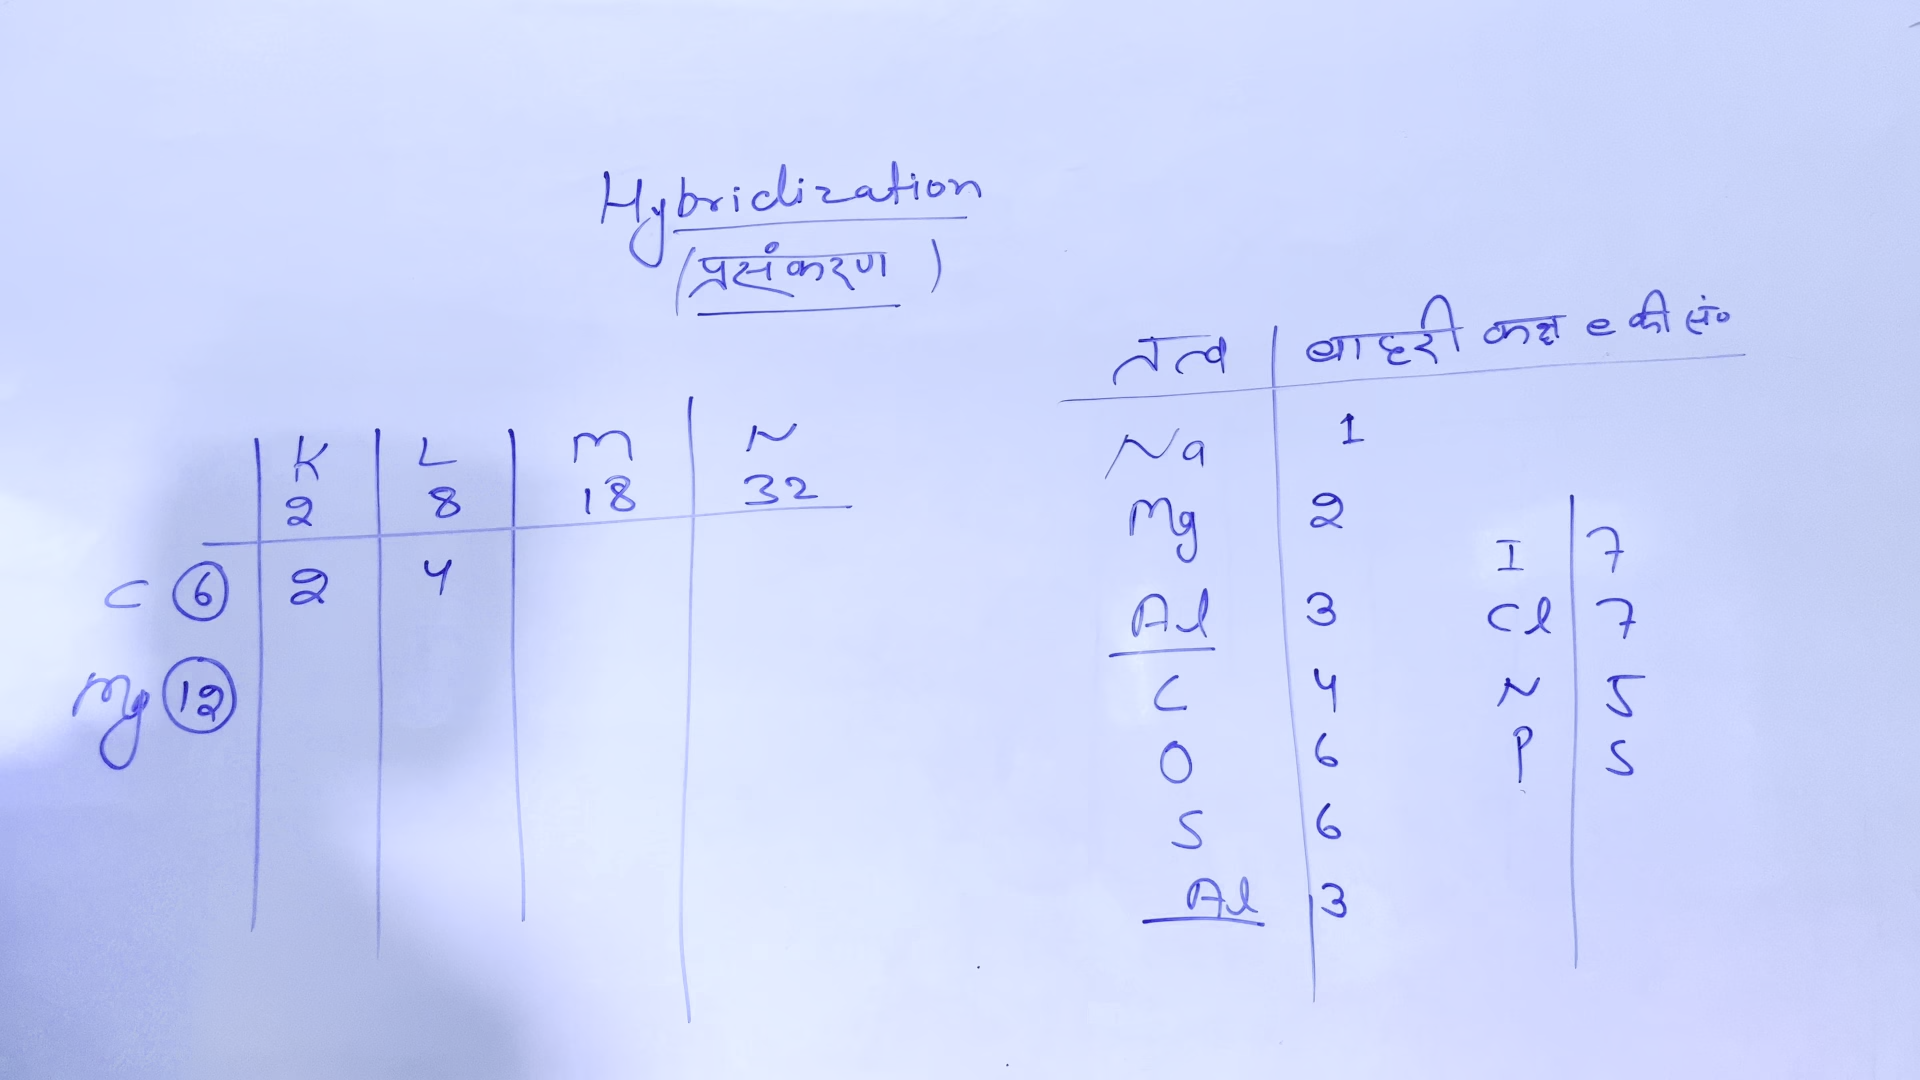 Hybridization
(प्रसंकरण)
K L M N
2 8 18 32
C 6 2 4
Mg 12
तत्व बाहरी कक्ष e की सं०
Na 1
Mg 2
Al 3
C 4
O 6
S 6
Al 3
I 7
Cl 7
N 5
P 5